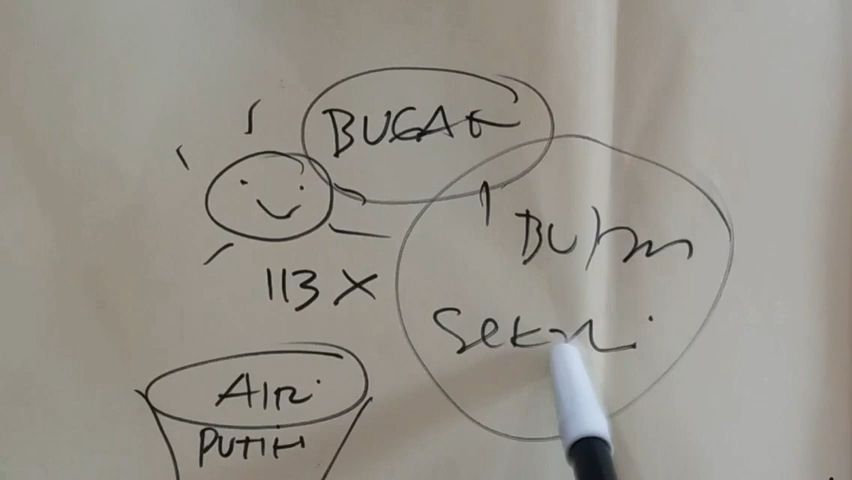 BUGAR
Bukan
Sekali
113 X
AIR
PUTIH